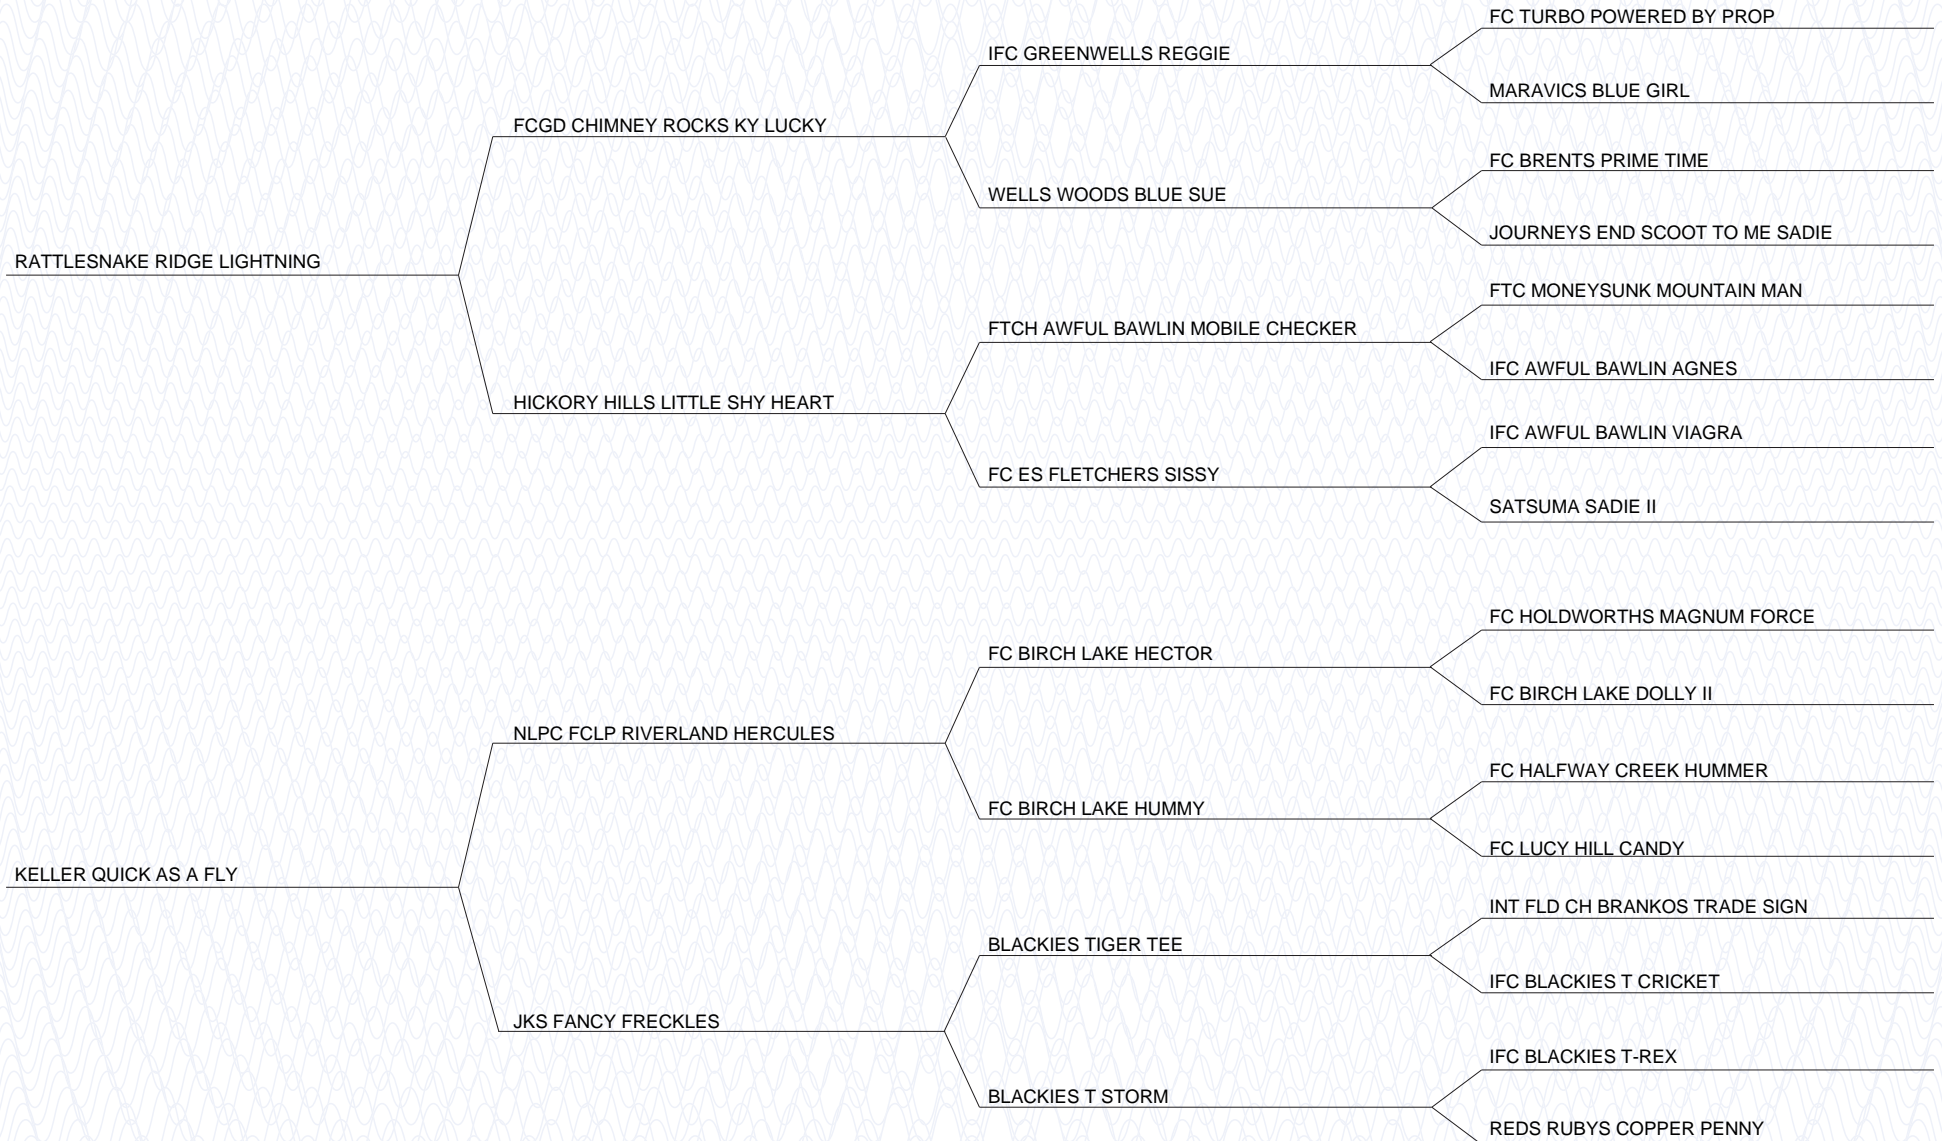 FC TURBO POWERED BY PROP
IFC GREENWELLS REGGIE
MARAVICS BLUE GIRL
FCGD CHIMNEY ROCKS KY LUCKY
FC BRENTS PRIME TIME
WELLS WOODS BLUE SUE
JOURNEYS END SCOOT TO ME SADIE
RATTLESNAKE RIDGE LIGHTNING
FTC MONEYSUNK MOUNTAIN MAN
FTCH AWFUL BAWLIN MOBILE CHECKER
IFC AWFUL BAWLIN AGNES
HICKORY HILLS LITTLE SHY HEART
IFC AWFUL BAWLIN VIAGRA
FC ES FLETCHERS SISSY
SATSUMA SADIE II
FC HOLDWORTHS MAGNUM FORCE
FC BIRCH LAKE HECTOR
FC BIRCH LAKE DOLLY II
NLPC FCLP RIVERLAND HERCULES
FC HALFWAY CREEK HUMMER
FC BIRCH LAKE HUMMY
FC LUCY HILL CANDY
KELLER QUICK AS A FLY
INT FLD CH BRANKOS TRADE SIGN
BLACKIES TIGER TEE
IFC BLACKIES T CRICKET
JKS FANCY FRECKLES
IFC BLACKIES T-REX
BLACKIES T STORM
REDS RUBYS COPPER PENNY